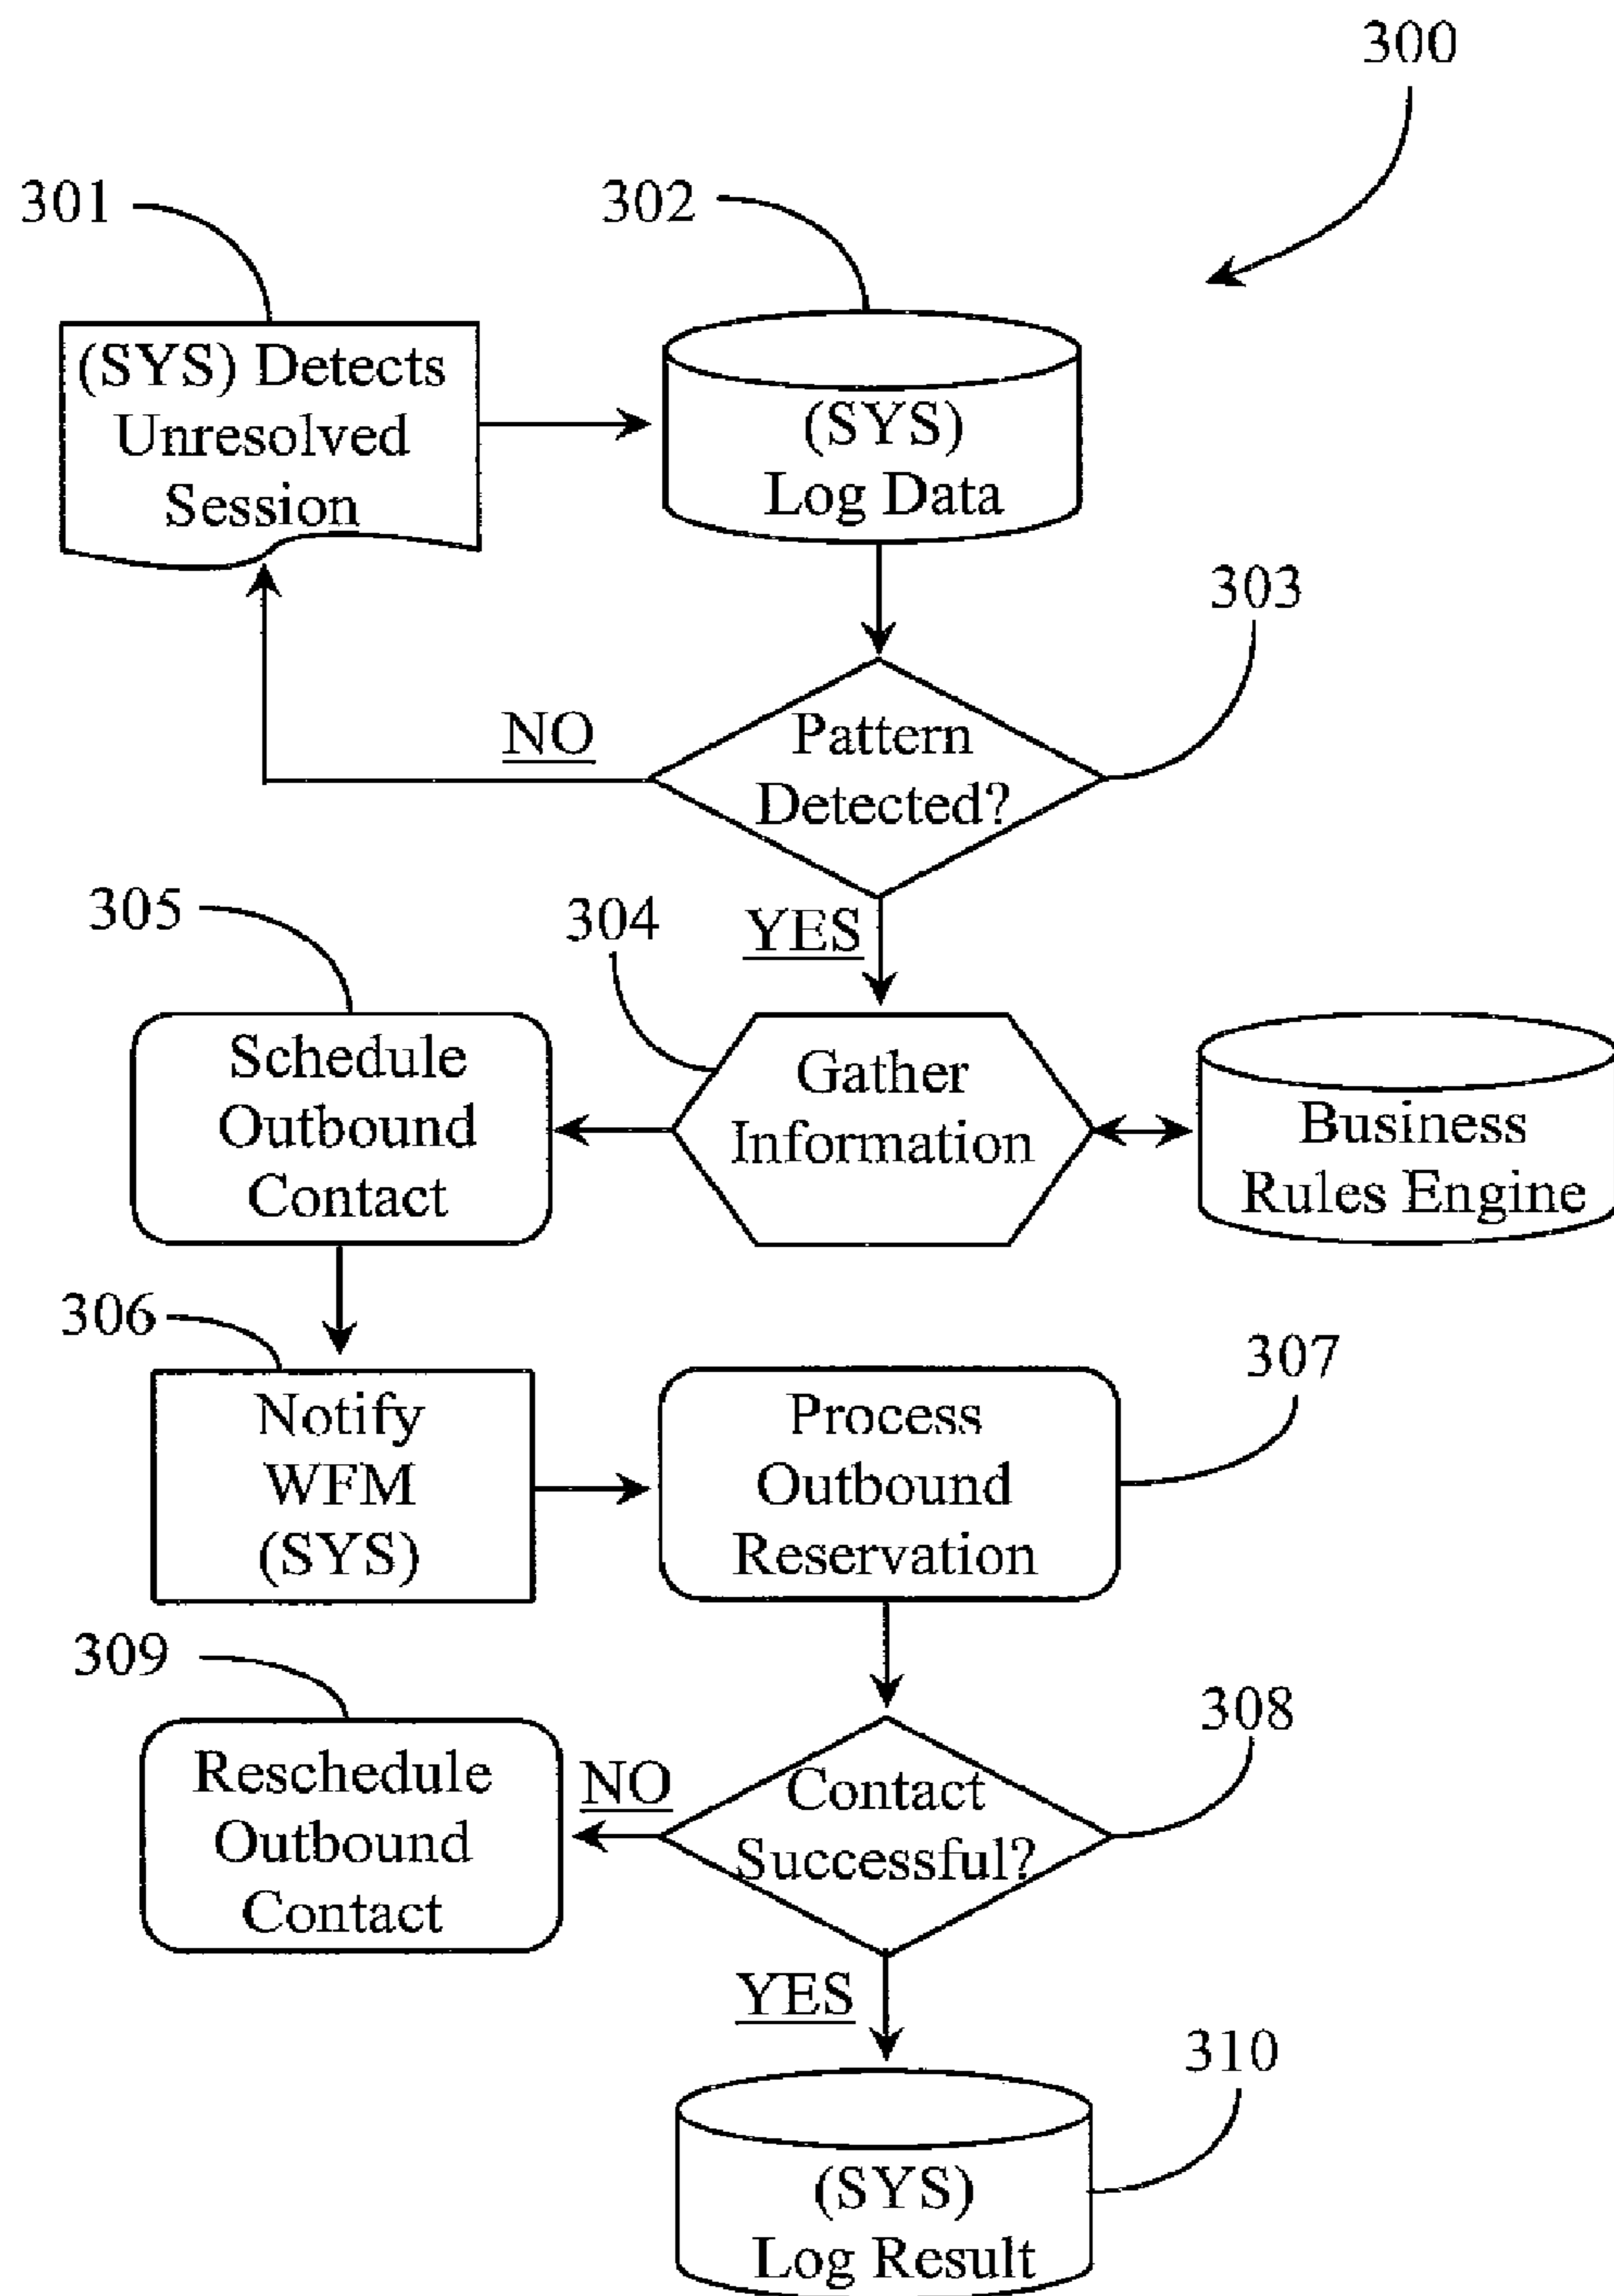 300
301
302
(SYS) Detects
Unresolved
Session
(SYS)
Log Data
303
NO
Pattern
Detected?
YES
305
304
Schedule
Outbound
Contact
Gather
Information
Business
Rules Engine
306
307
Notify
WFM
(SYS)
Process
Outbound
Reservation
309
308
Reschedule
Outbound
Contact
NO
Contact
Successful?
YES
310
(SYS)
Log Result